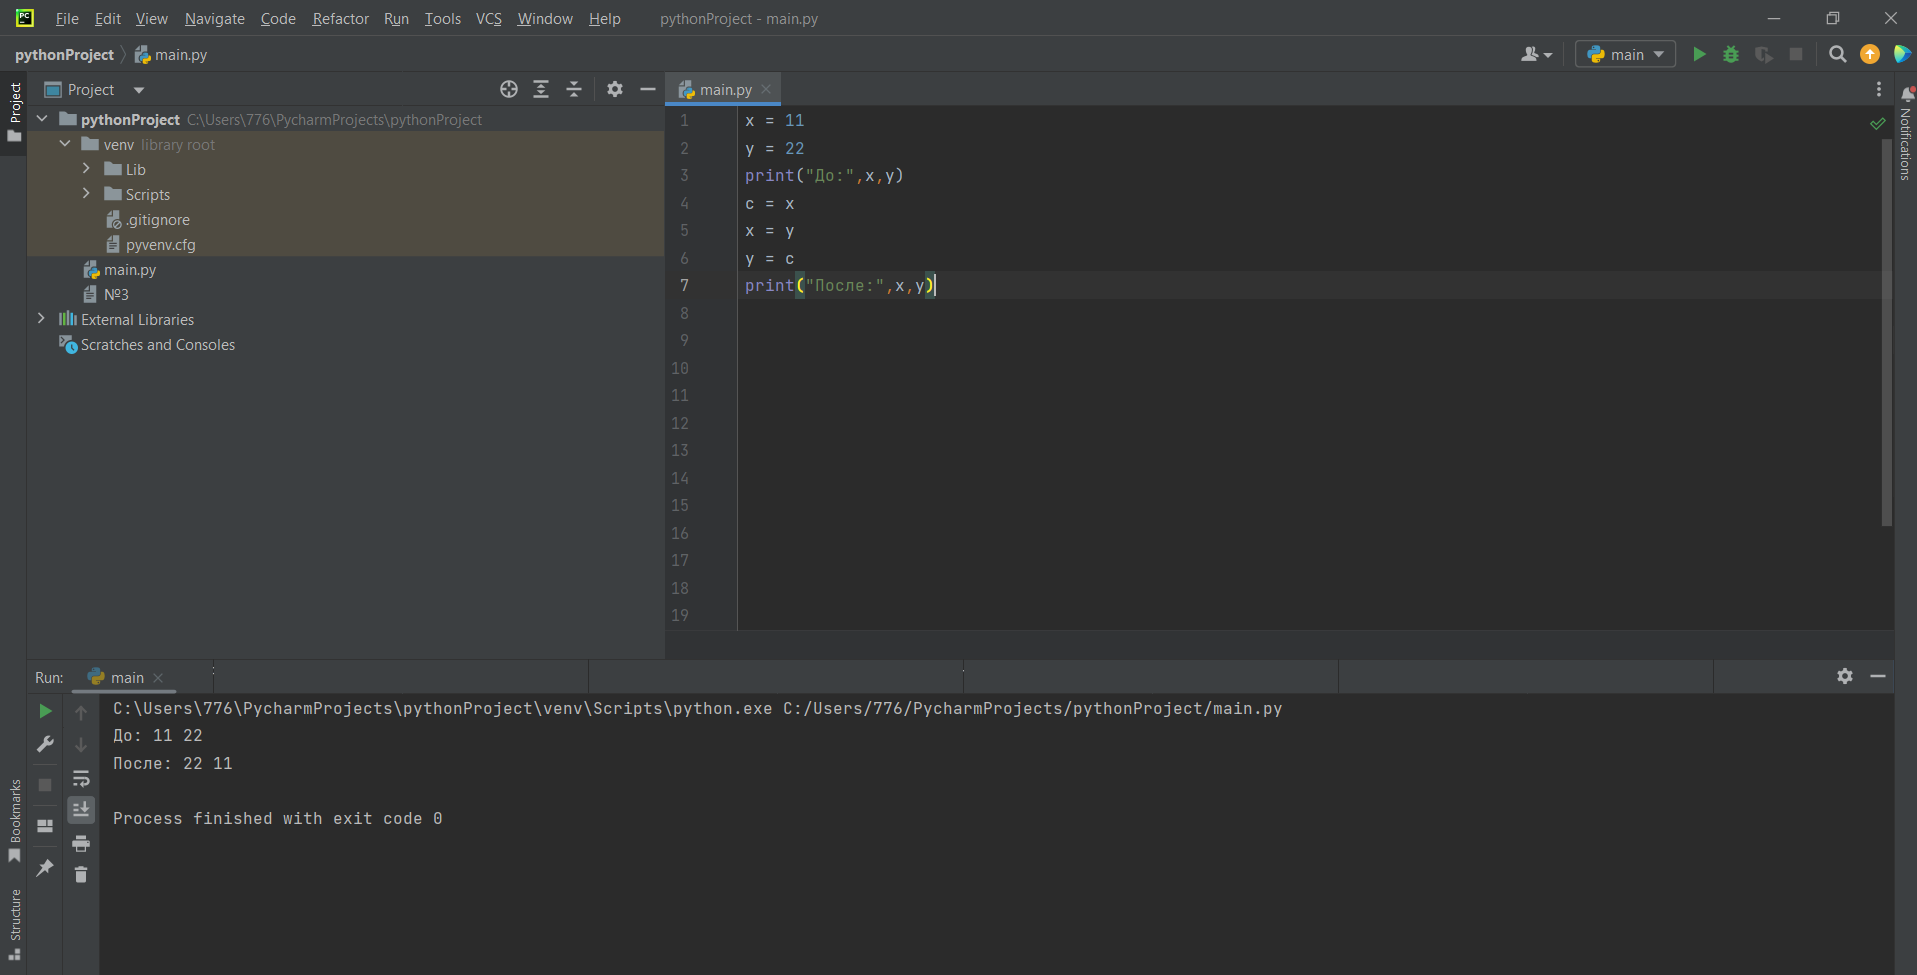 PC File Edit View Navigate Code Refactor Run Tools VCS Window Help pythonProject - main.py
pythonProject main.py main
Project
Project main.py
pythonProject C:\Users\776\PycharmProjects\pythonProject
venv library root
Lib
Scripts
.gitignore
pyvenv.cfg
main.py
№3
External Libraries
Scratches and Consoles
1 x = 11
2 y = 22
3 print("До:",x,y)
4 c = x
5 x = y
6 y = c
7 print("После:",x,y)
8
9
10
11
12
13
14
15
16
17
18
19
Notifications
Run: main
C:\Users\776\PycharmProjects\pythonProject\venv\Scripts\python.exe C:/Users/776/PycharmProjects/pythonProject/main.py
До: 11 22
После: 22 11
Process finished with exit code 0
Bookmarks
Structure